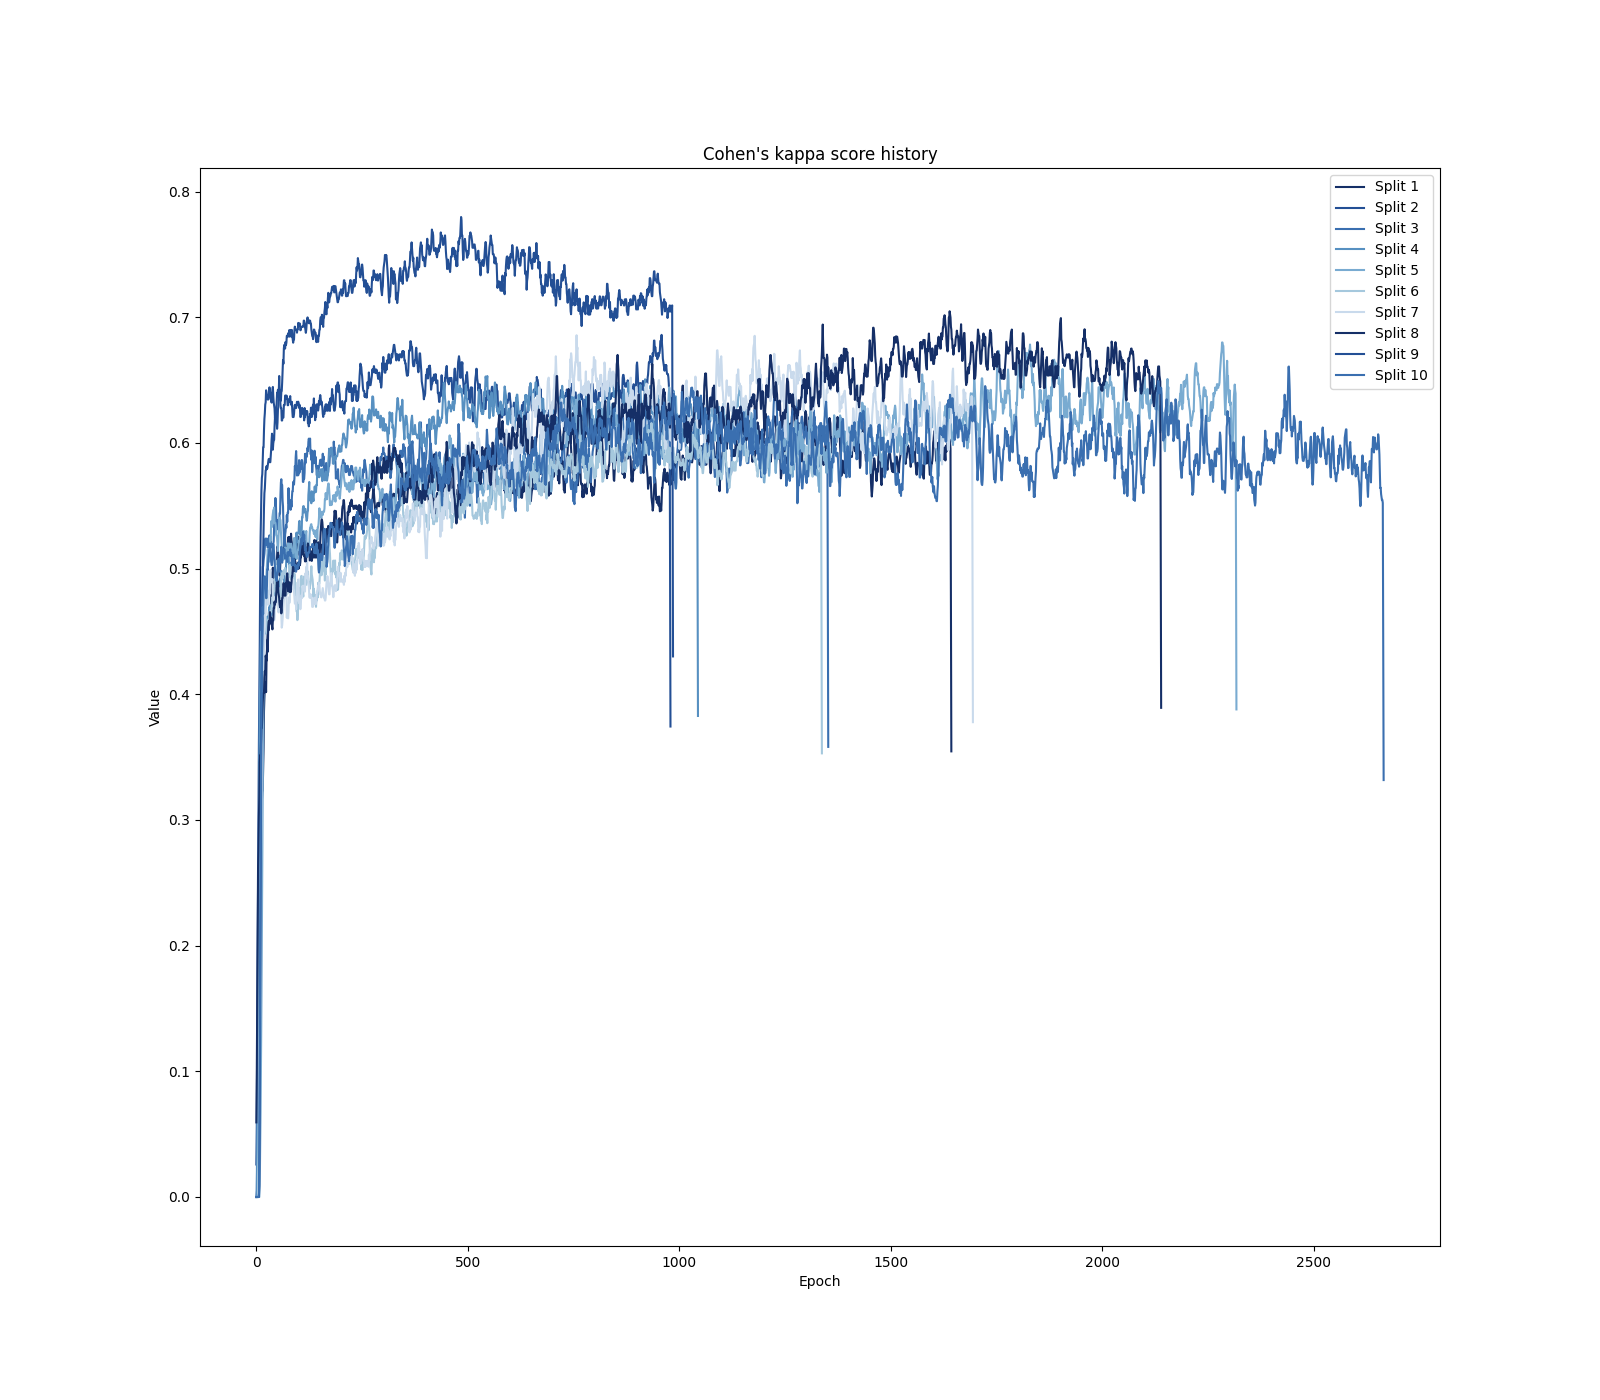 Cohen's kappa score history
Split 1
Split 2
Split 3
Split 4
Split 5
Split 6
Split 7
Split 8
Split 9
Split 10
0.8
0.7
0.6
0.5
0.4
0.3
0.2
0.1
0.0
Value
0 500 1000 1500 2000 2500
Epoch